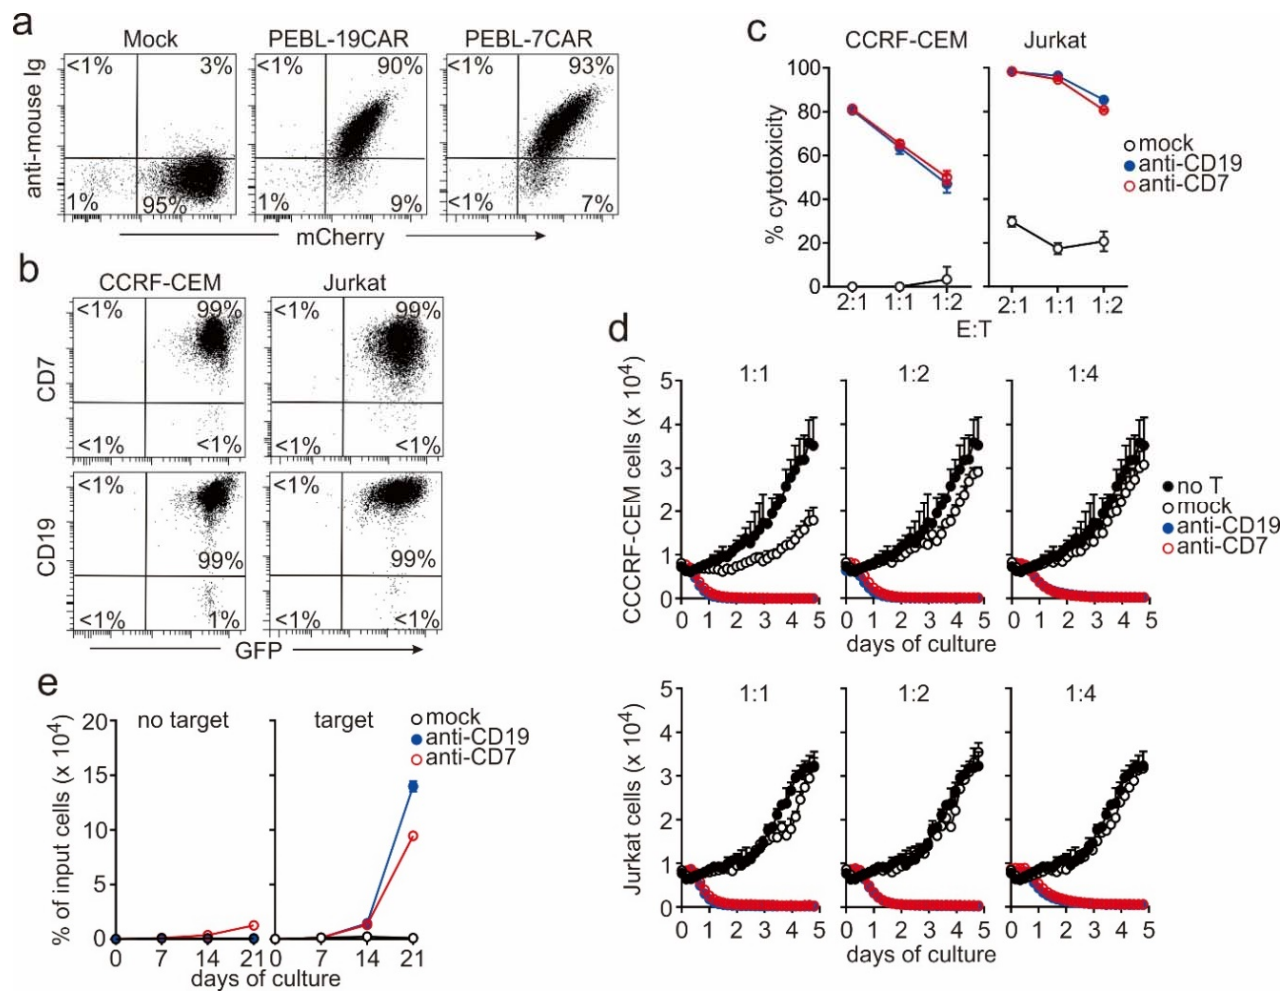 a
Mock
PEBL-19CAR
PEBL-7CAR
anti-mouse Ig
<1% 3%
1% 95%
<1% 90%
1% 9%
<1% 93%
<1% 7%
mCherry
b
CCRF-CEM
Jurkat
CD7
<1% 99%
<1% <1%
<1% 99%
<1% <1%
CD19
<1%
99%
<1% 1%
<1%
99%
<1% <1%
GFP
c
CCRF-CEM
Jurkat
% cytotoxicity
100
80
60
40
20
0
2:1 1:1 1:2
2:1 1:1 1:2
E:T
mock
anti-CD19
anti-CD7
d
CCCRF-CEM cells (x 10⁴)
1:1
1:2
1:4
5
4
3
2
1
0
0 1 2 3 4 5
0 1 2 3 4 5
0 1 2 3 4 5
days of culture
no T
mock
anti-CD19
anti-CD7
Jurkat cells (x 10⁴)
1:1
1:2
1:4
5
4
3
2
1
0
0 1 2 3 4 5
0 1 2 3 4 5
0 1 2 3 4 5
days of culture
e
% of input cells (x 10⁴)
no target
target
20
15
10
5
0
0 7 14 21
0 7 14 21
days of culture
mock
anti-CD19
anti-CD7